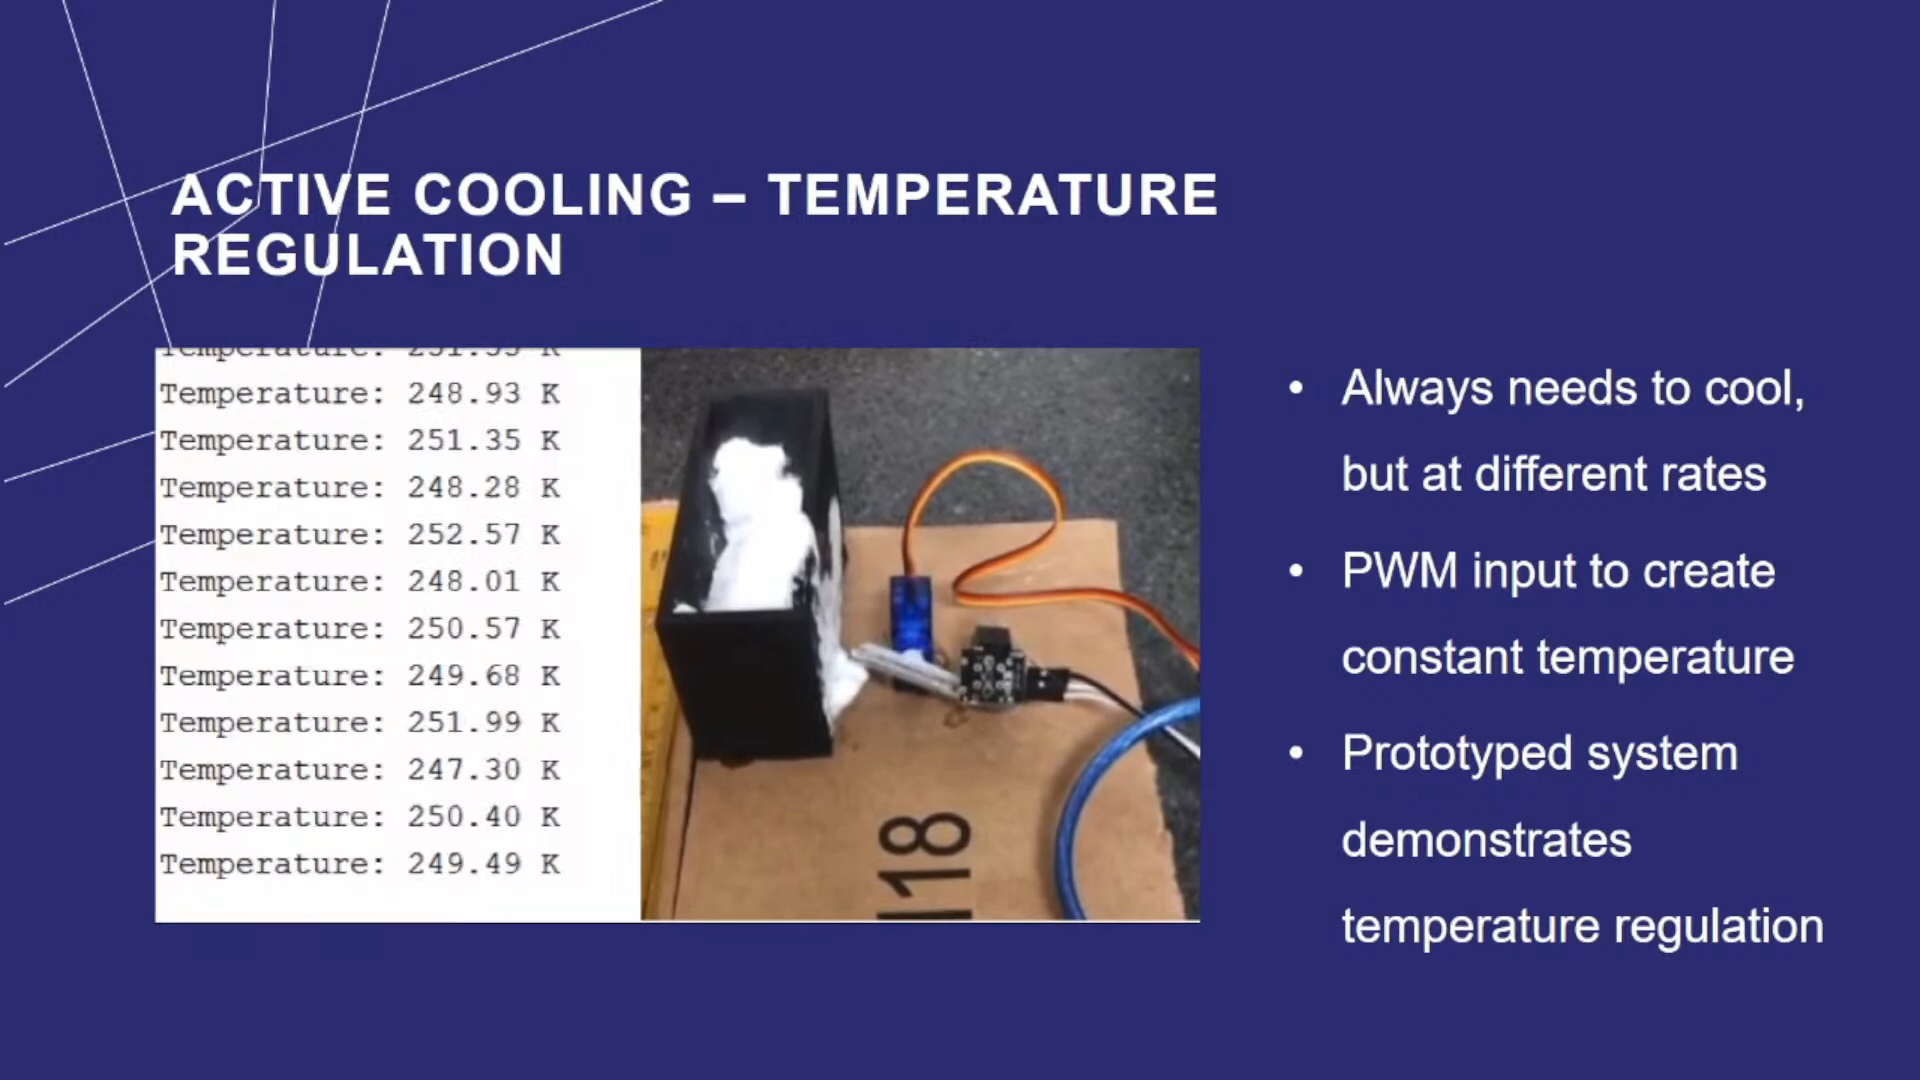 ACTIVE COOLING – TEMPERATURE
REGULATION
Temperature: 248.93 K
Temperature: 251.35 K
Temperature: 248.28 K
Temperature: 252.57 K
Temperature: 248.01 K
Temperature: 250.57 K
Temperature: 249.68 K
Temperature: 251.99 K
Temperature: 247.30 K
Temperature: 250.40 K
Temperature: 249.49 K
118
• Always needs to cool,
but at different rates
• PWM input to create
constant temperature
• Prototyped system
demonstrates
temperature regulation